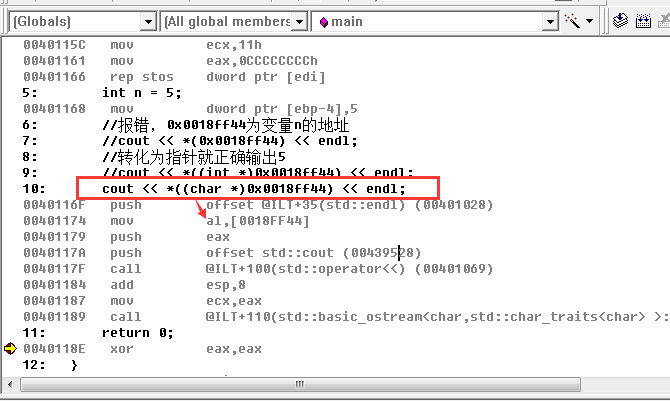 (Globals) (All global members main
0040115C mov ecx,11h
00401161 mov eax,0CCCCCCCCh
00401166 rep stos dword ptr [edi]
5: int n = 5;
00401168 mov dword ptr [ebp-4],5
6: //报错，0x0018ff44为变量n的地址
7: //cout << *(0x0018ff44) << endl;
8: //转化为指针就正确输出5
9: //cout << *((int *)0x0018ff44) << endl;
10: cout << *((char *)0x0018ff44) << endl;
0040116F push offset @ILT+35(std::endl) (00401028)
00401174 mov al,[0018FF44]
00401179 push eax
0040117A push offset std::cout (00439528)
0040117F call @ILT+100(std::operator<<) (00401069)
00401184 add esp,8
00401187 mov ecx,eax
00401189 call @ILT+110(std::basic_ostream<char,std::char_traits<char> >:
11: return 0;
0040118E xor eax,eax
12: }